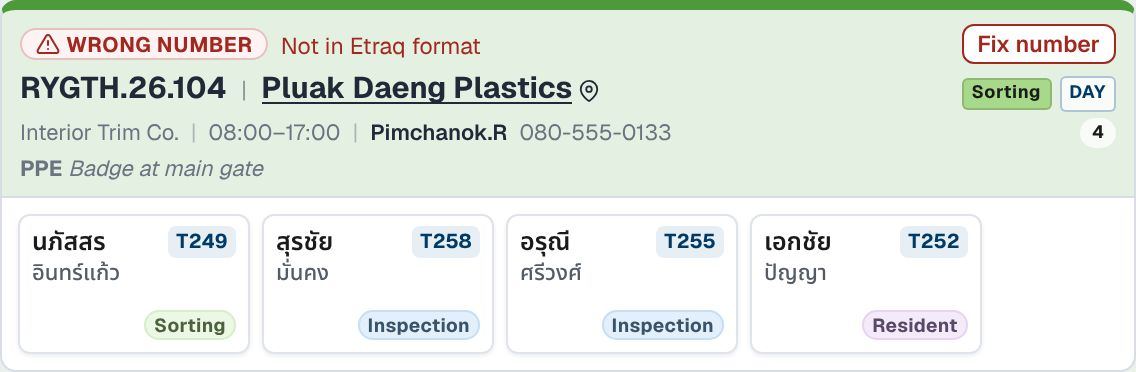 WRONG NUMBER Not in Etraq format Fix number
RYGTH.26.104 | Pluak Daeng Plastics Sorting DAY
Interior Trim Co. | 08:00–17:00 | Pimchanok.R 080-555-0133 4
PPE Badge at main gate
นภัสสร T249
อินทร์แก้ว
Sorting
สุรชัย T258
มั่นคง
Inspection
อรุณี T255
ศรีวงศ์
Inspection
เอกชัย T252
ปัญญา
Resident